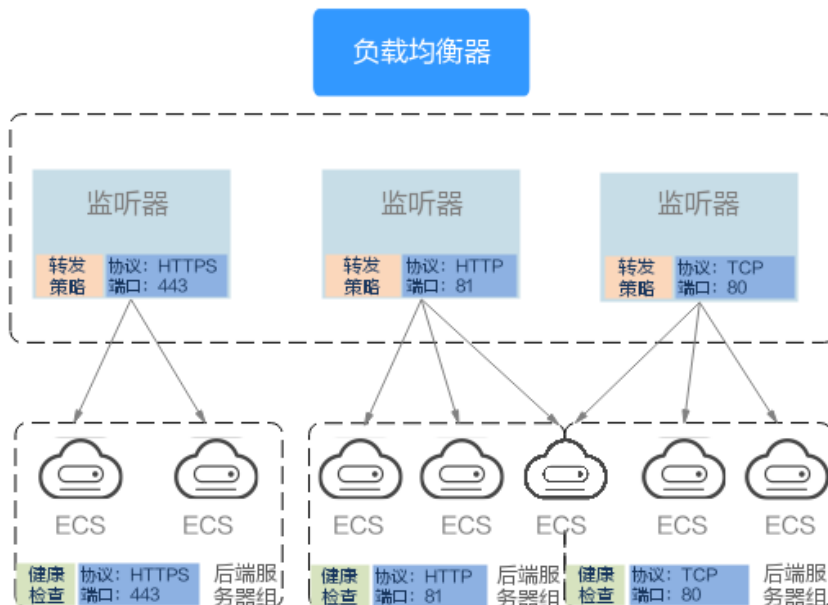 负载均衡器
监听器
转发
策略
协议：HTTPS
端口：443
监听器
转发
策略
协议：HTTP
端口：81
监听器
转发
策略
协议：TCP
端口：80
ECS
ECS
ECS
ECS
ECS
ECS
ECS
健康
检查
协议：HTTPS
端口：443
后端服
务器组
健康
检查
协议：HTTP
端口：81
后端服
务器组
健康
检查
协议：TCP
端口：80
后端服
务器组